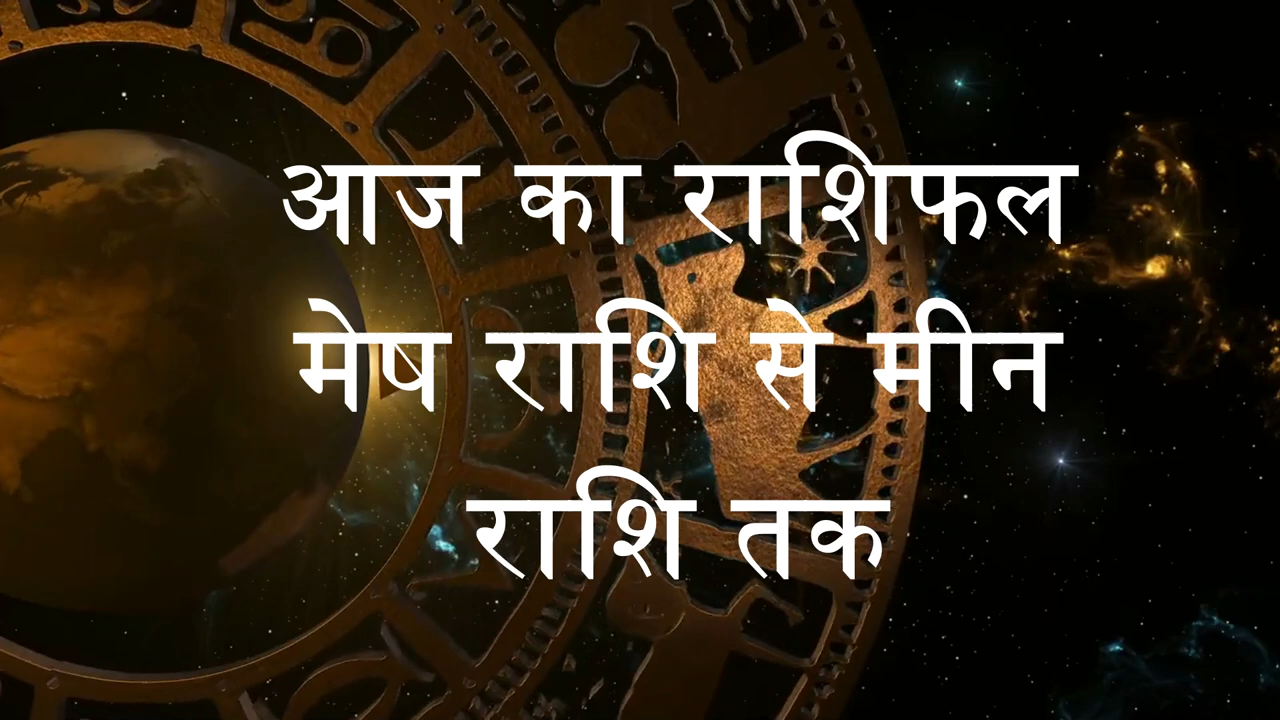 आज का राशिफल
मेष राशि से मीन
राशि तक